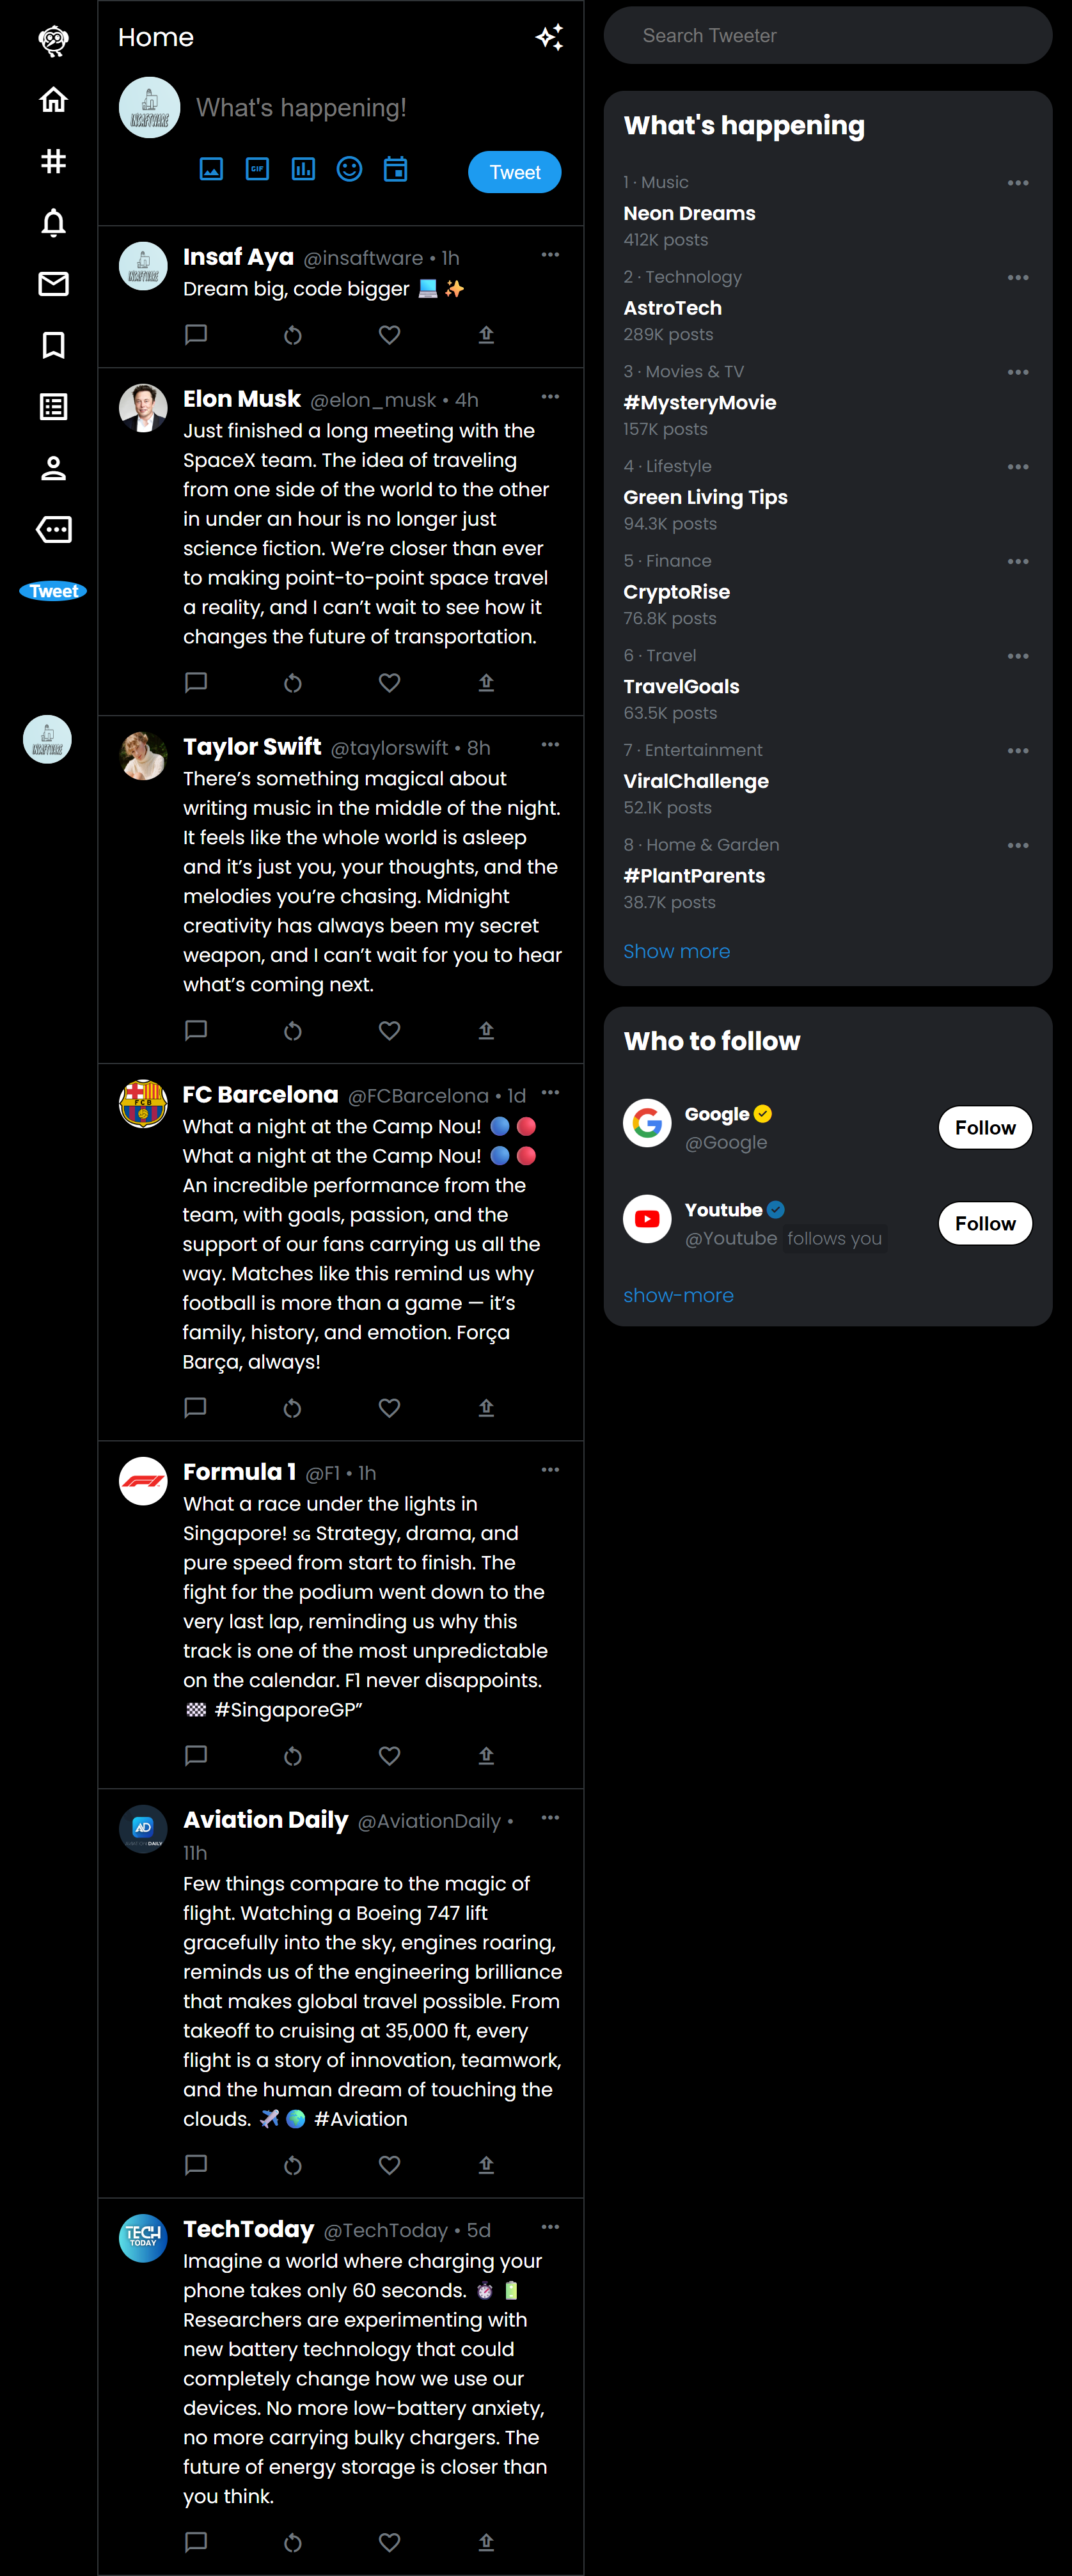 Home
What's happening!
GIF
Tweet
Insaf Aya @insaftware • 1h
Dream big, code bigger 💻 ✨
Elon Musk @elon_musk • 4h
Just finished a long meeting with the
SpaceX team. The idea of traveling
from one side of the world to the other
in under an hour is no longer just
science fiction. We’re closer than ever
to making point-to-point space travel
a reality, and I can’t wait to see how it
changes the future of transportation.
Tweet
Taylor Swift @taylorswift • 8h
There’s something magical about
writing music in the middle of the night.
It feels like the whole world is asleep
and it’s just you, your thoughts, and the
melodies you’re chasing. Midnight
creativity has always been my secret
weapon, and I can’t wait for you to hear
what’s coming next.
INSAFTWARE
FC Barcelona @FCBarcelona • 1d
What a night at the Camp Nou! 🔵 🔴
What a night at the Camp Nou! 🔵 🔴
An incredible performance from the
team, with goals, passion, and the
support of our fans carrying us all the
way. Matches like this remind us why
football is more than a game — it’s
family, history, and emotion. Força
Barça, always!
FCB
Formula 1 @F1 • 1h
What a race under the lights in
Singapore! 🇸🇬 Strategy, drama, and
pure speed from start to finish. The
fight for the podium went down to the
very last lap, reminding us why this
track is one of the most unpredictable
on the calendar. F1 never disappoints.
🏁 #SingaporeGP”
Aviation Daily @AviationDaily •
11h
AD
Few things compare to the magic of
flight. Watching a Boeing 747 lift
gracefully into the sky, engines roaring,
reminds us of the engineering brilliance
that makes global travel possible. From
takeoff to cruising at 35,000 ft, every
flight is a story of innovation, teamwork,
and the human dream of touching the
clouds. ✈️ 🌍 #Aviation
TECH
TODAY
TechToday @TechToday • 5d
Imagine a world where charging your
phone takes only 60 seconds. ⏱️ 🔋
Researchers are experimenting with
new battery technology that could
completely change how we use our
devices. No more low-battery anxiety,
no more carrying bulky chargers. The
future of energy storage is closer than
you think.
Search Tweeter
What's happening
1 · Music
Neon Dreams
412K posts
2 · Technology
AstroTech
289K posts
3 · Movies & TV
#MysteryMovie
157K posts
4 · Lifestyle
Green Living Tips
94.3K posts
5 · Finance
CryptoRise
76.8K posts
6 · Travel
TravelGoals
63.5K posts
7 · Entertainment
ViralChallenge
52.1K posts
8 · Home & Garden
#PlantParents
38.7K posts
Show more
Who to follow
Google
@Google
Follow
Youtube
@Youtube follows you
Follow
show-more